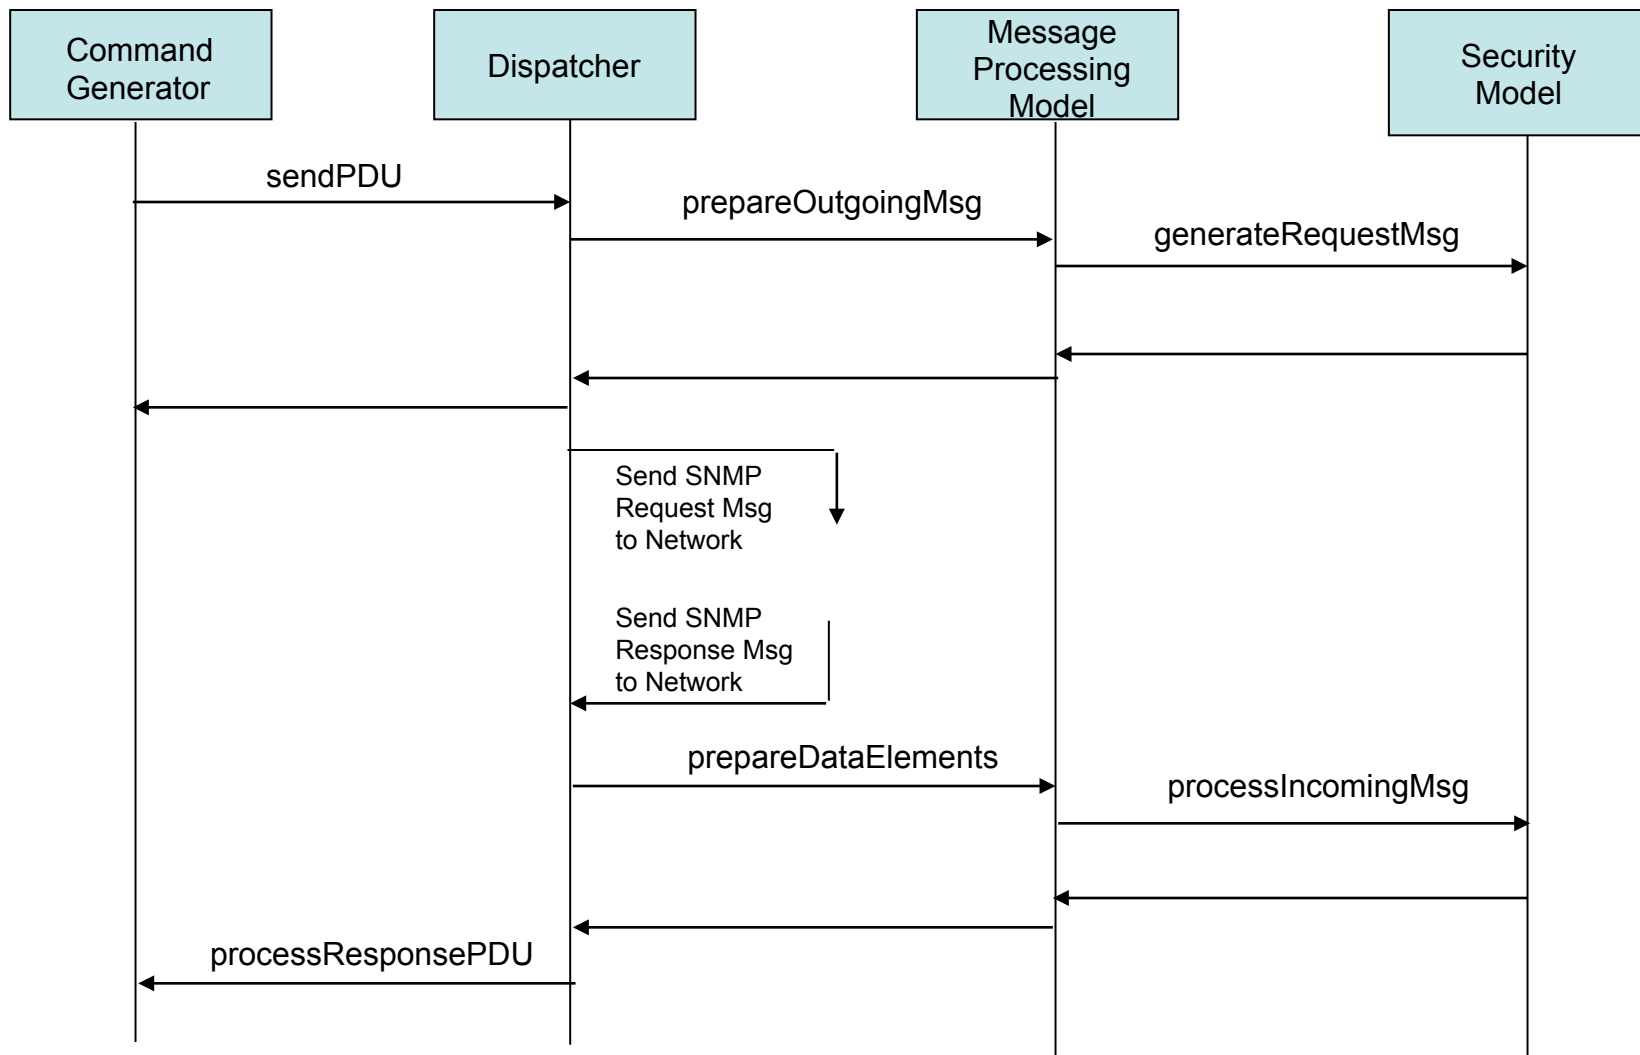 Command
Generator
Dispatcher
Message
Processing
Model
Security
Model
sendPDU
prepareOutgoingMsg
generateRequestMsg
Send SNMP
Request Msg
to Network
Send SNMP
Response Msg
to Network
prepareDataElements
processIncomingMsg
processResponsePDU